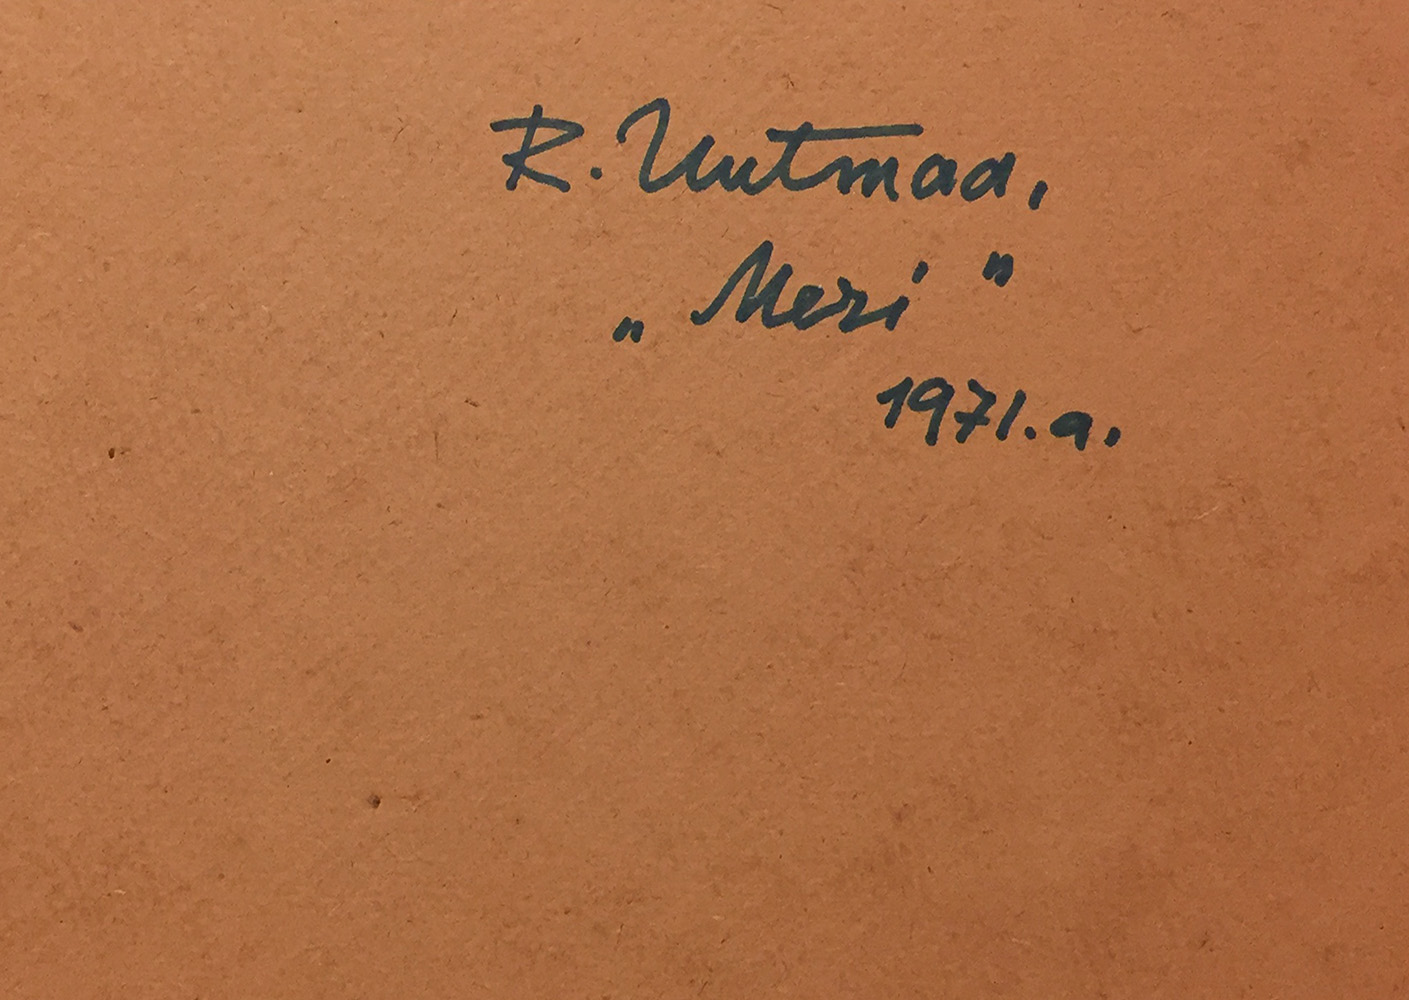 R. Uutmaa,
„Meri"
1971.a.